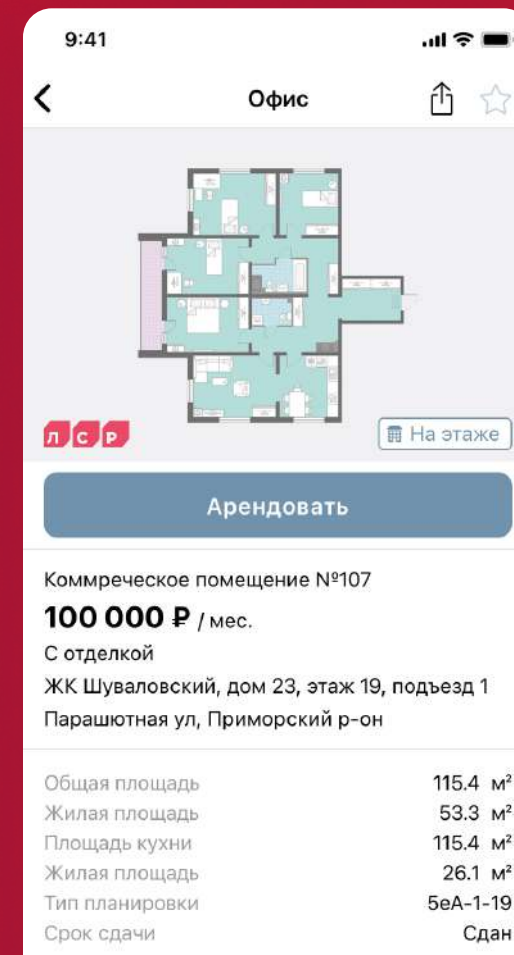 9:41
Офис
ЛСР
На этаже
Арендовать
Коммреческое помещение №107
100 000 ₽ / мес.
С отделкой
ЖК Шуваловский, дом 23, этаж 19, подъезд 1
Парашютная ул, Приморский р-он
Общая площадь 115.4 м²
Жилая площадь 53.3 м²
Площадь кухни 115.4 м²
Жилая площадь 26.1 м²
Тип планировки 5еА-1-19
Срок сдачи Сдан